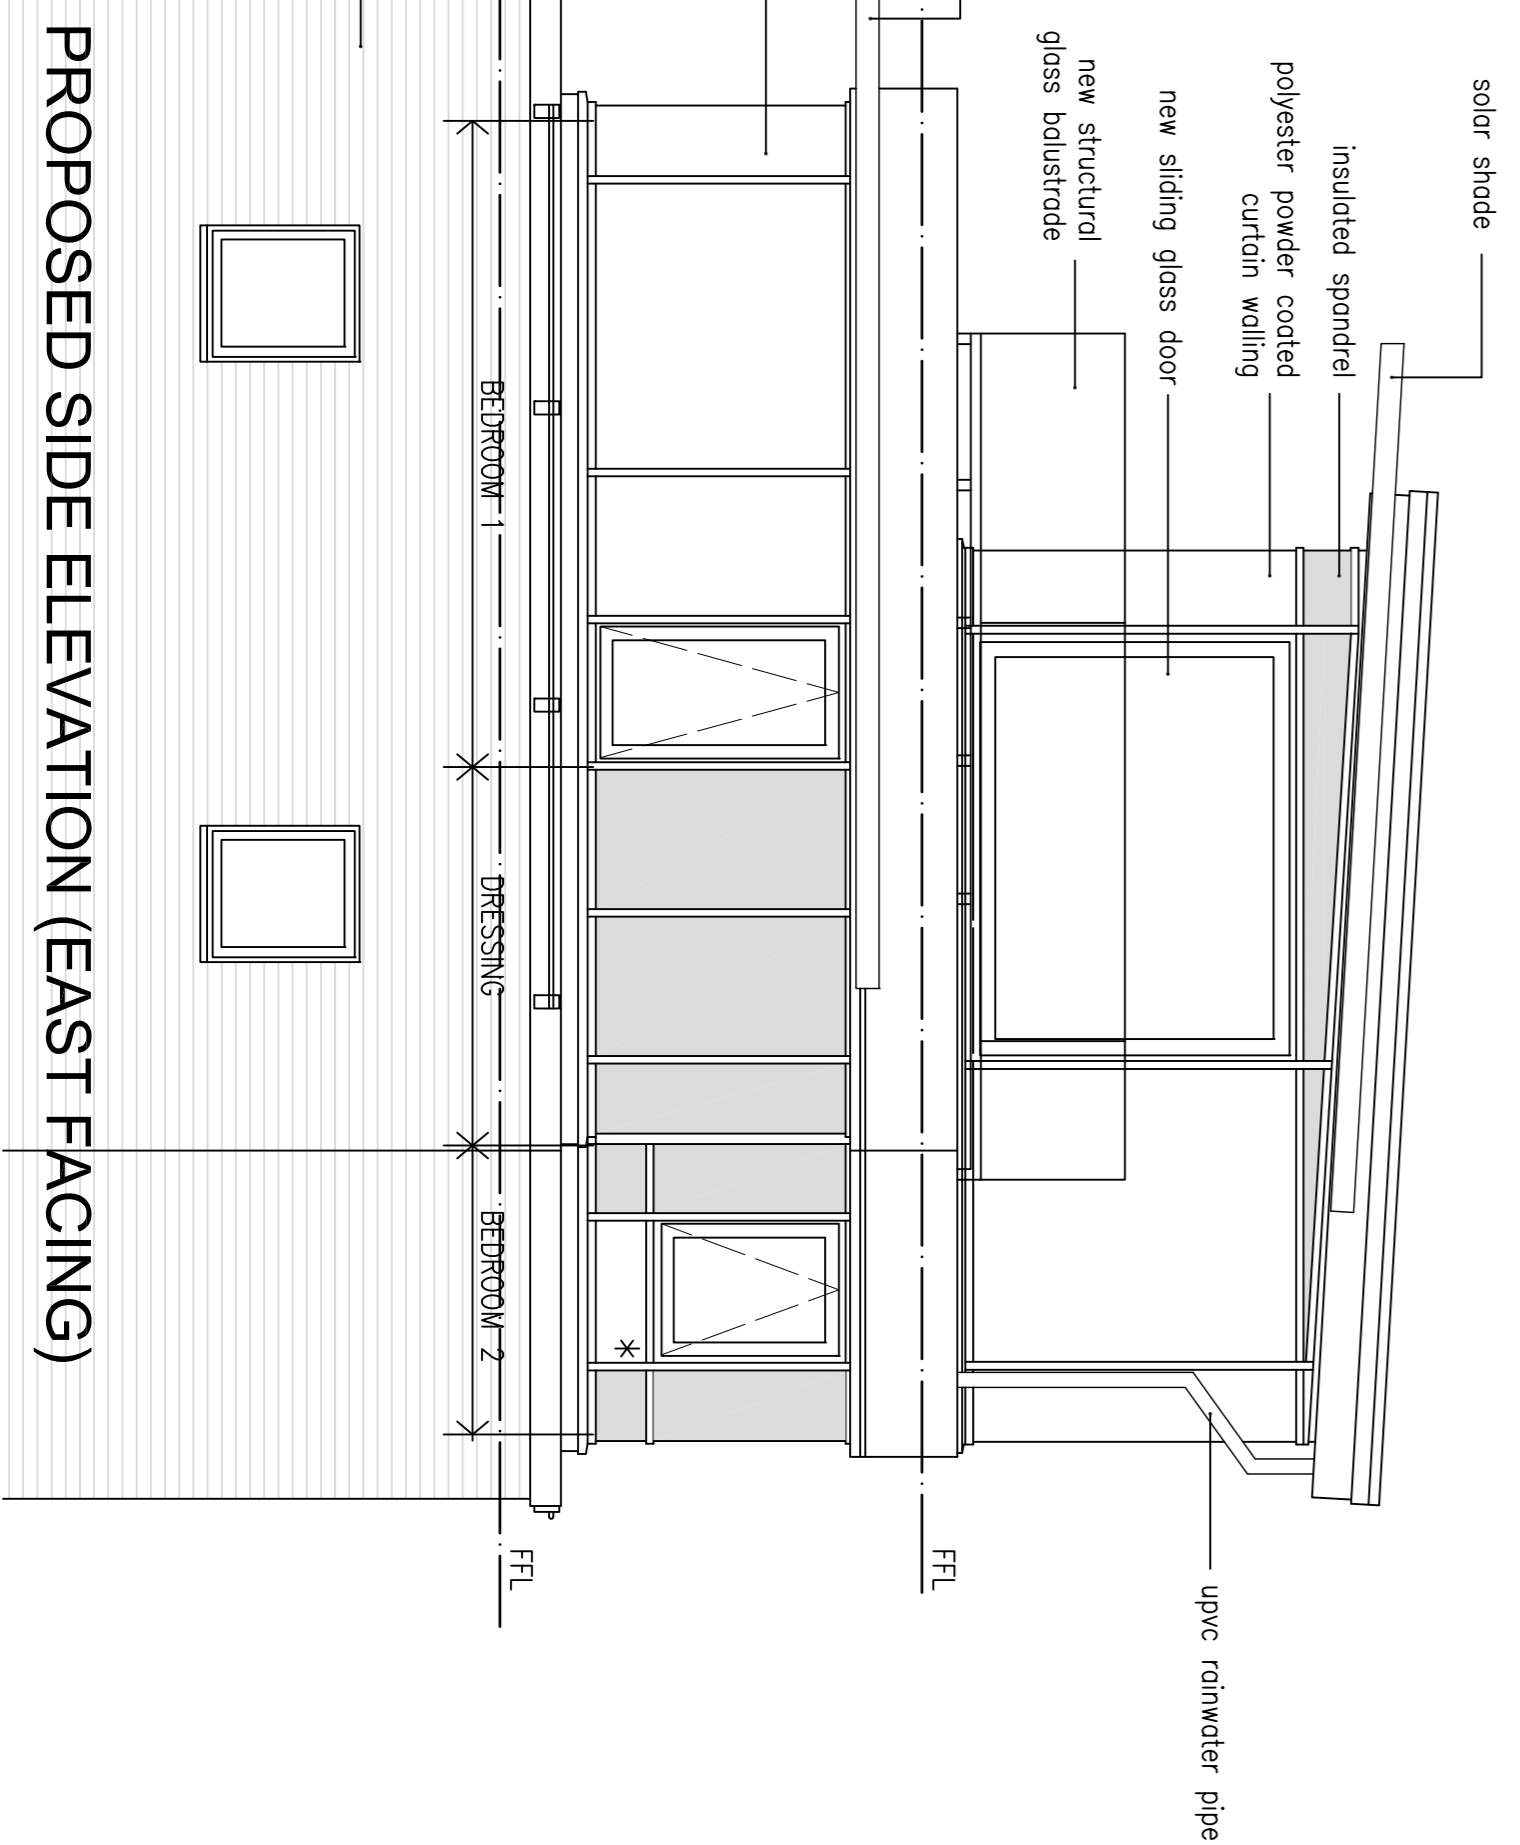 solar shade
insulated spandrel
polyester powder coated
curtain walling
new sliding glass door
new structural
glass balustrade
upvc rainwater pipe
FFL
FFL
BEDROOM 1
DRESSING
BEDROOM 2
*
PROPOSED SIDE ELEVATION (EAST FACING)